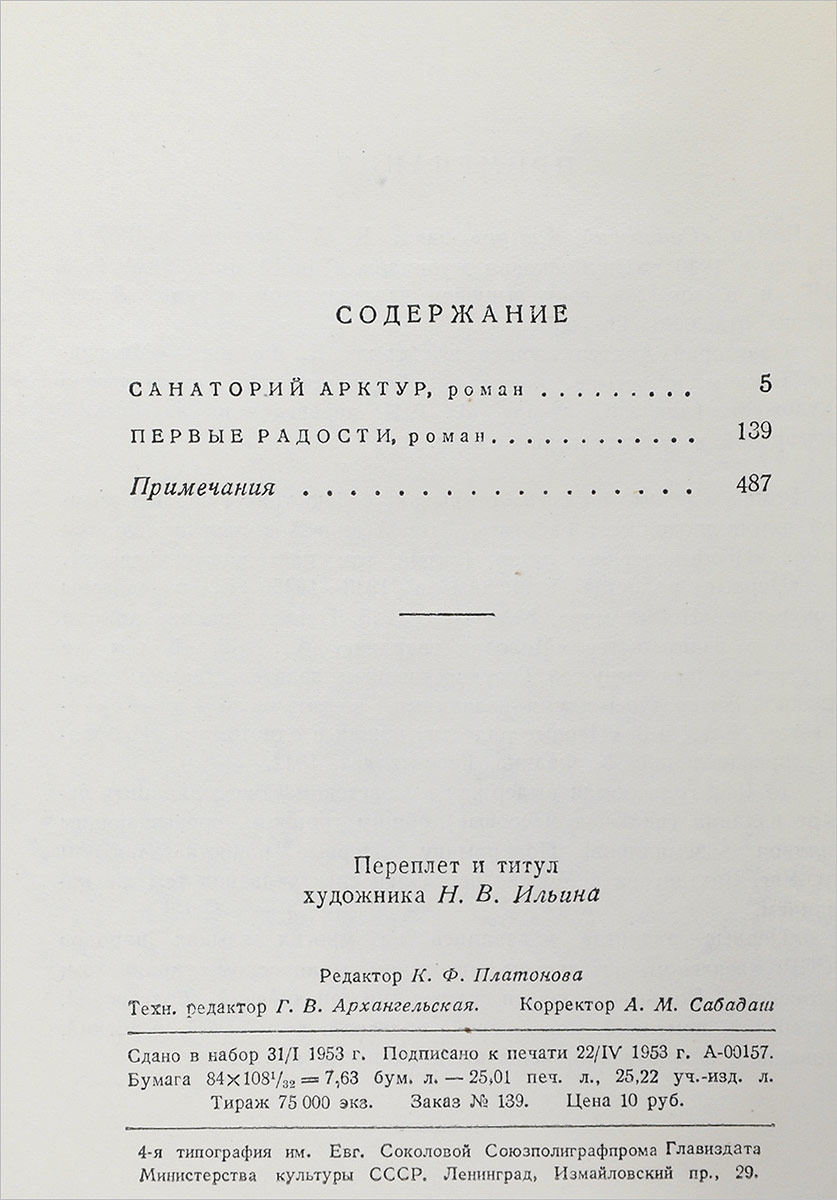 СОДЕРЖАНИЕ
САНАТОРИЙ АРКТУР, роман . . . . . . . . . 5
ПЕРВЫЕ РАДОСТИ, роман. . . . . . . . . . . . 139
Примечания . . . . . . . . . . . . . . . . . 487
Переплет и титул
художника Н. В. Ильина
Редактор К. Ф. Платонова
Техн. редактор Г. В. Архангельская. Корректор А. М. Сабадаш
Сдано в набор 31/I 1953 г. Подписано к печати 22/IV 1953 г. А-00157.
Бумага 84×108¹/₃₂ = 7,63 бум. л. — 25,01 печ. л., 25,22 уч.-изд. л.
Тираж 75 000 экз. Заказ № 139. Цена 10 руб.
4-я типография им. Евг. Соколовой Союзполиграфпрома Главиздата
Министерства культуры СССР. Ленинград, Измайловский пр., 29.